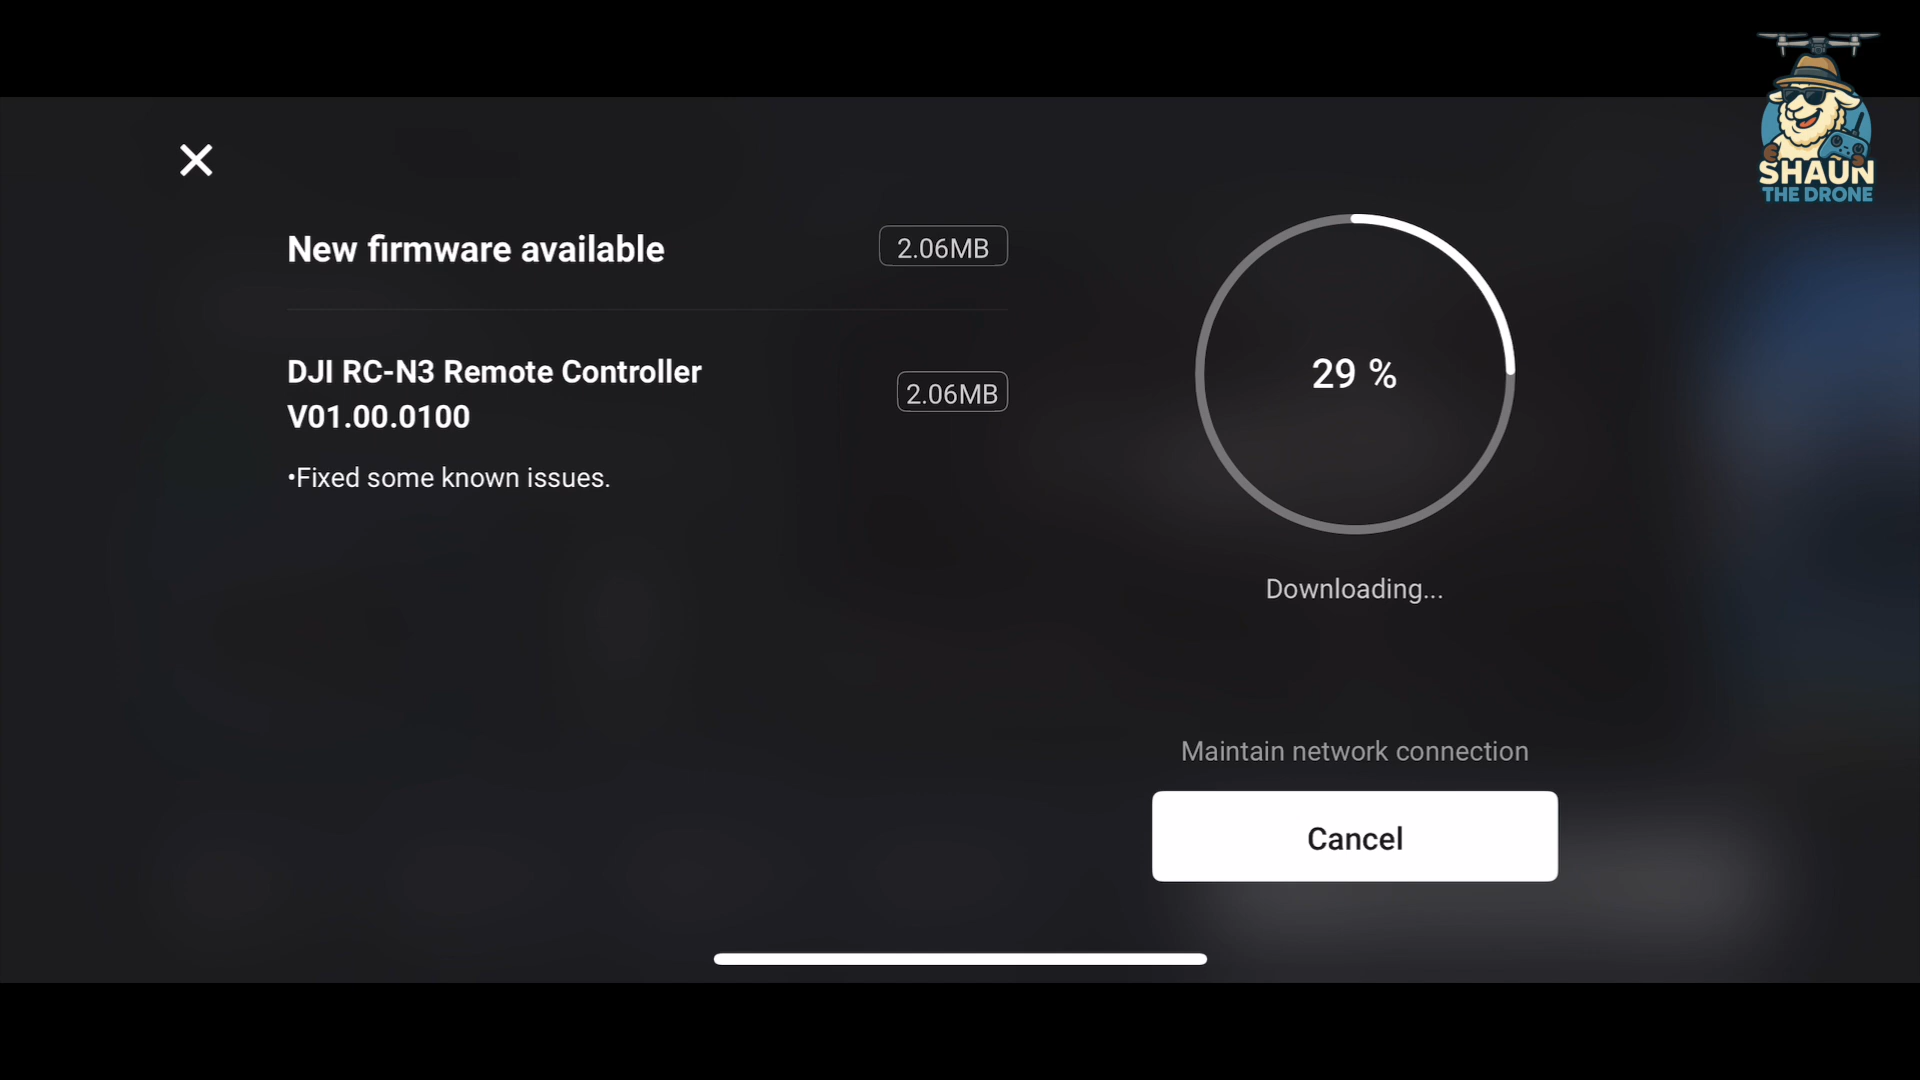 SHAUN
THE DRONE
New firmware available
2.06MB
DJI RC-N3 Remote Controller
V01.00.0100
2.06MB
•Fixed some known issues.
29 %
Downloading...
Maintain network connection
Cancel